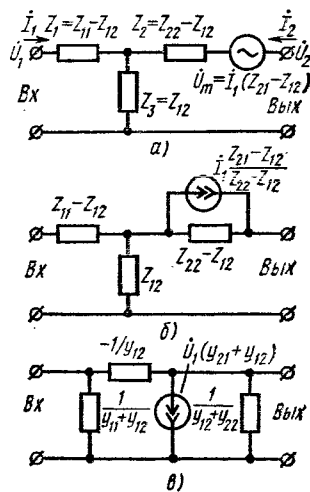 İ₁ Z₁=Z₁₁−Z₁₂ Z₂=Z₂₂−Z₁₂ İ₂
U̇₁ U̇₂
U̇ₘ=İ₁(Z₂₁−Z₁₂)
Вх Z₃=Z₁₂ Вых
а)
İ₁ Z₂₁−Z₁₂ / Z₂₂−Z₁₂
Z₁₁−Z₁₂
Z₂₂−Z₁₂
Вх Z₁₂ Вых
б)
−1/y₁₂ U̇₁(y₂₁+y₁₂)
Вх 1/y₁₁+y₁₂ 1/y₁₂+y₂₂ Вых
в)